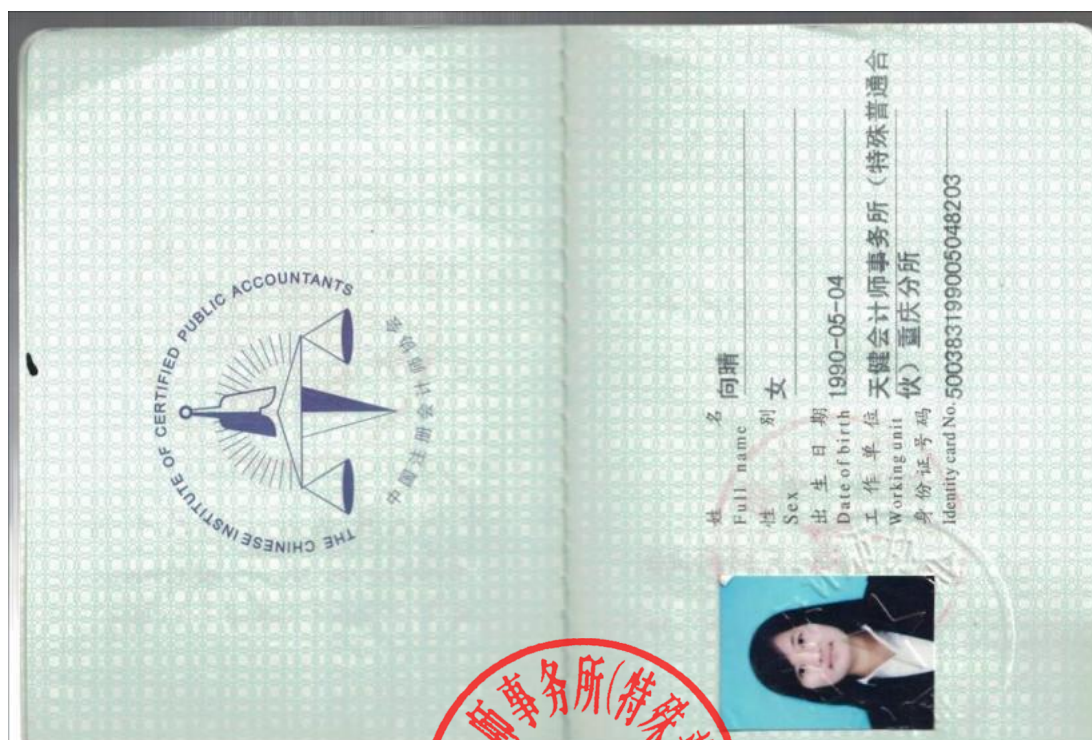 THE CHINESE INSTITUTE OF CERTIFIED PUBLIC ACCOUNTANTS
中国注册会计师协会
姓 名 向晴
Full name
性 别 女
Sex
出 生 日 期 1990-05-04
Date of birth
工 作 单 位 天健会计师事务所（特殊普通合
Working unit 伙）重庆分所
身 份 证 号 码
Identity card No. 500383199005048203
师事务所(特殊普